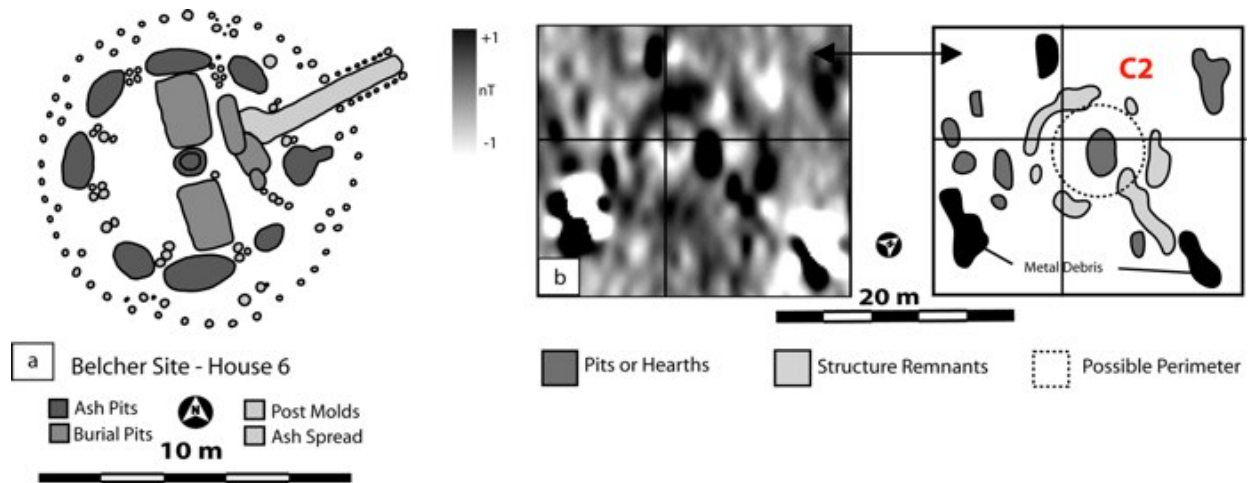 +1
nT
-1
C2
b
Metal Debris
20 m
a
Belcher Site - House 6
Pits or Hearths
Structure Remnants
Possible Perimeter
Ash Pits
N
Post Molds
Burial Pits
Ash Spread
10 m